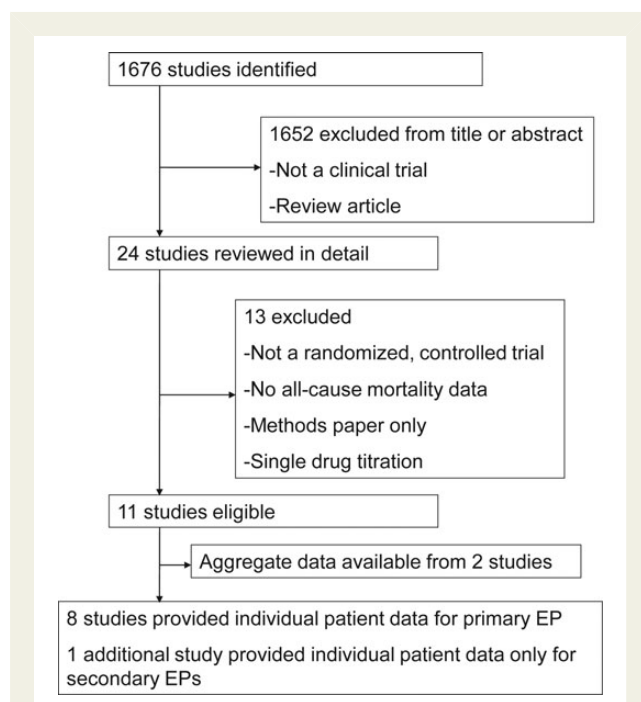 1676 studies identified
1652 excluded from title or abstract
-Not a clinical trial
-Review article
24 studies reviewed in detail
13 excluded
-Not a randomized, controlled trial
-No all-cause mortality data
-Methods paper only
-Single drug titration
11 studies eligible
Aggregate data available from 2 studies
8 studies provided individual patient data for primary EP
1 additional study provided individual patient data only for
secondary EPs